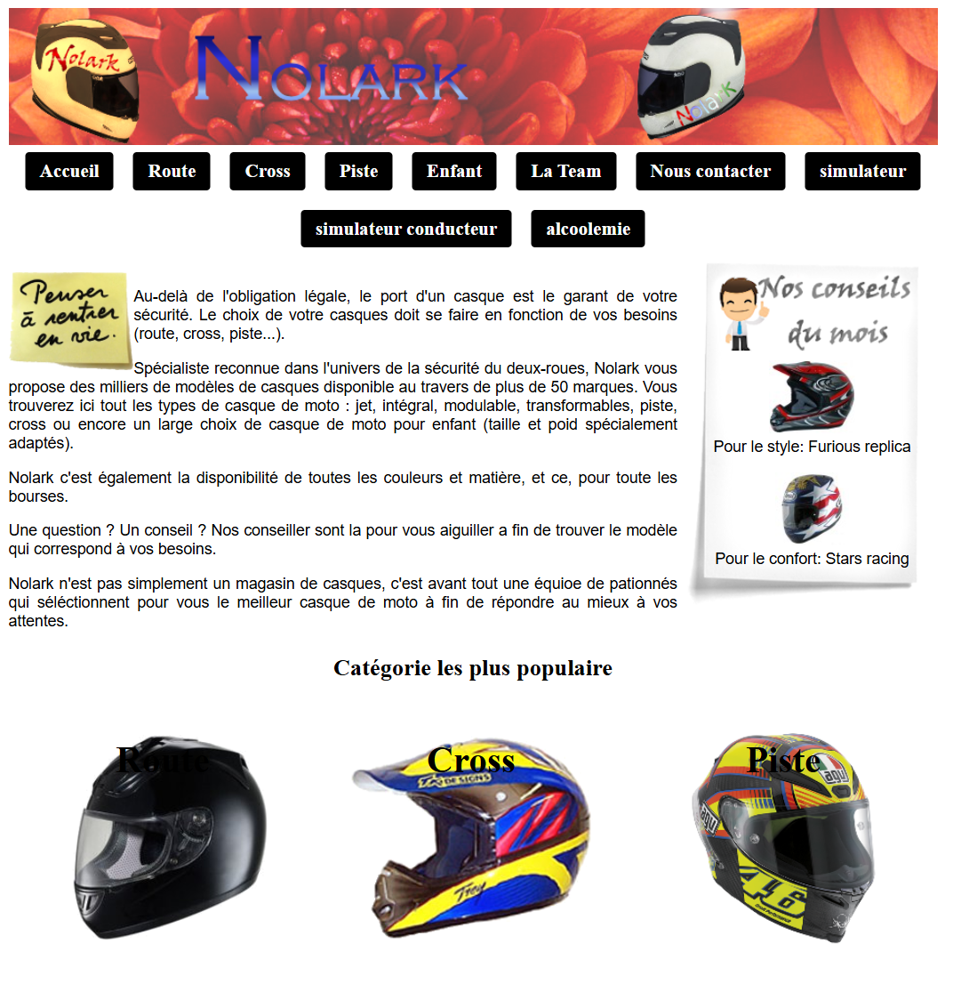 Nolark
NOLARK
Nolark
Accueil Route Cross Piste Enfant La Team Nous contacter simulateur
simulateur conducteur alcoolemie
Penser
à rentrer
en vie.
Au-delà de l'obligation légale, le port d'un casque est le garant de votre
sécurité. Le choix de votre casques doit se faire en fonction de vos besoins
(route, cross, piste...).
Spécialiste reconnue dans l'univers de la sécurité du deux-roues, Nolark vous
propose des milliers de modèles de casques disponible au travers de plus de 50 marques. Vous
trouverez ici tout les types de casque de moto : jet, intégral, modulable, transformables, piste,
cross ou encore un large choix de casque de moto pour enfant (taille et poid spécialement
adaptés).
Nolark c'est également la disponibilité de toutes les couleurs et matière, et ce, pour toute les
bourses.
Une question ? Un conseil ? Nos conseiller sont la pour vous aiguiller a fin de trouver le modèle
qui correspond à vos besoins.
Nolark n'est pas simplement un magasin de casques, c'est avant tout une équioe de pationnés
qui séléctionnent pour vous le meilleur casque de moto à fin de répondre au mieux à vos
attentes.
Nos conseils
du mois
Pour le style: Furious replica
Pour le confort: Stars racing
Catégorie les plus populaire
Route
Cross
DESIGNS
Piste
agv
agv